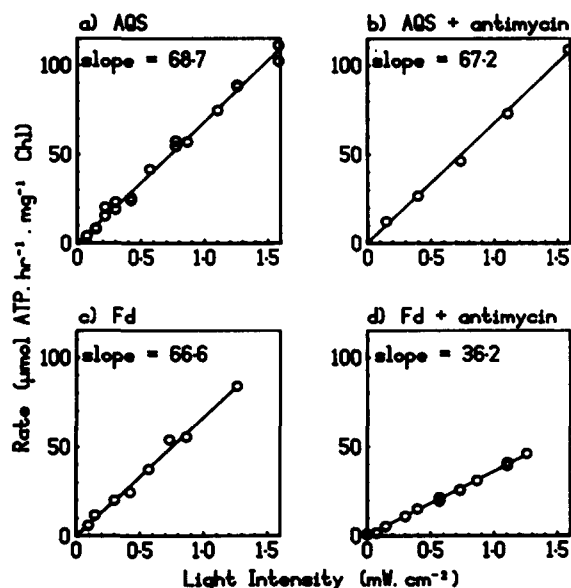 a) AQS
slope = 68·7
100
50
0
0 0·5 1·0 1·5
b) AQS + antimycin
slope = 67·2
100
50
0
0 0·5 1·0 1·5
c) Fd
slope = 66·6
100
50
0
0 0·5 1·0 1·5
d) Fd + antimycin
slope = 36·2
100
50
0
0 0·5 1·0 1·5
Rate (μmol ATP.hr⁻¹.mg⁻¹ Chl)
Light Intensity (mW.cm⁻²)